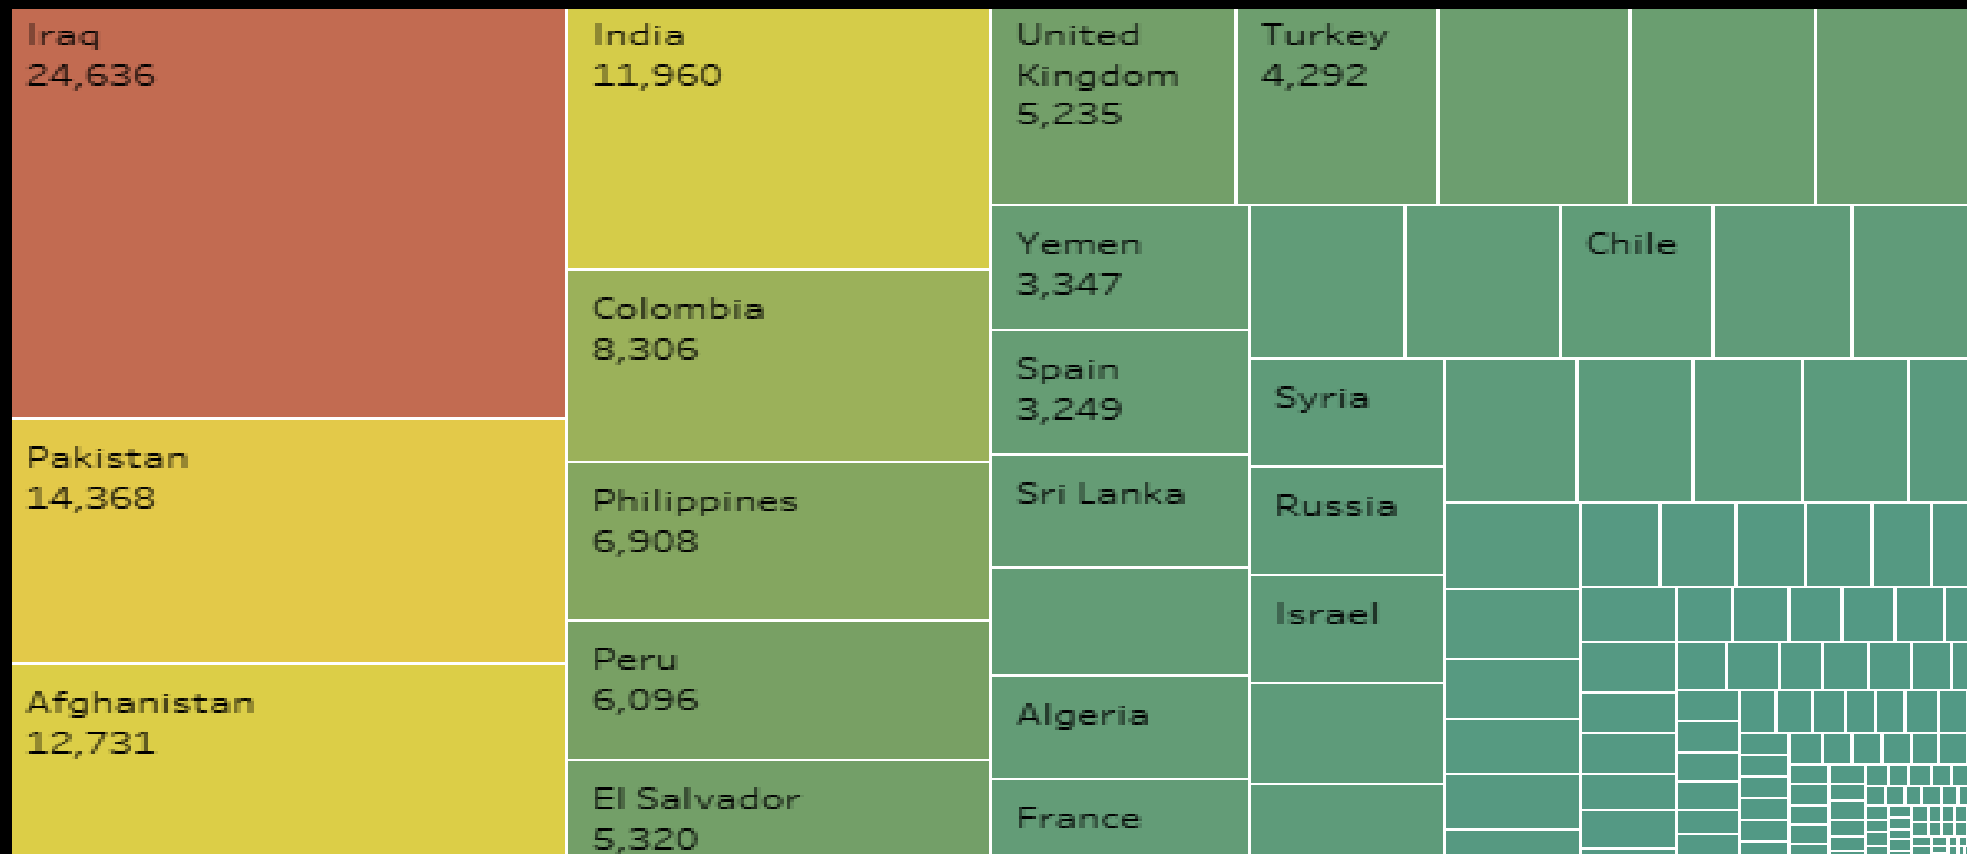 Iraq
24,636
Pakistan
14,368
Afghanistan
12,731
India
11,960
Colombia
8,306
Philippines
6,908
Peru
6,096
El Salvador
5,320
United
Kingdom
5,235
Turkey
4,292
Yemen
3,347
Spain
3,249
Sri Lanka
Algeria
France
Chile
Syria
Russia
Israel